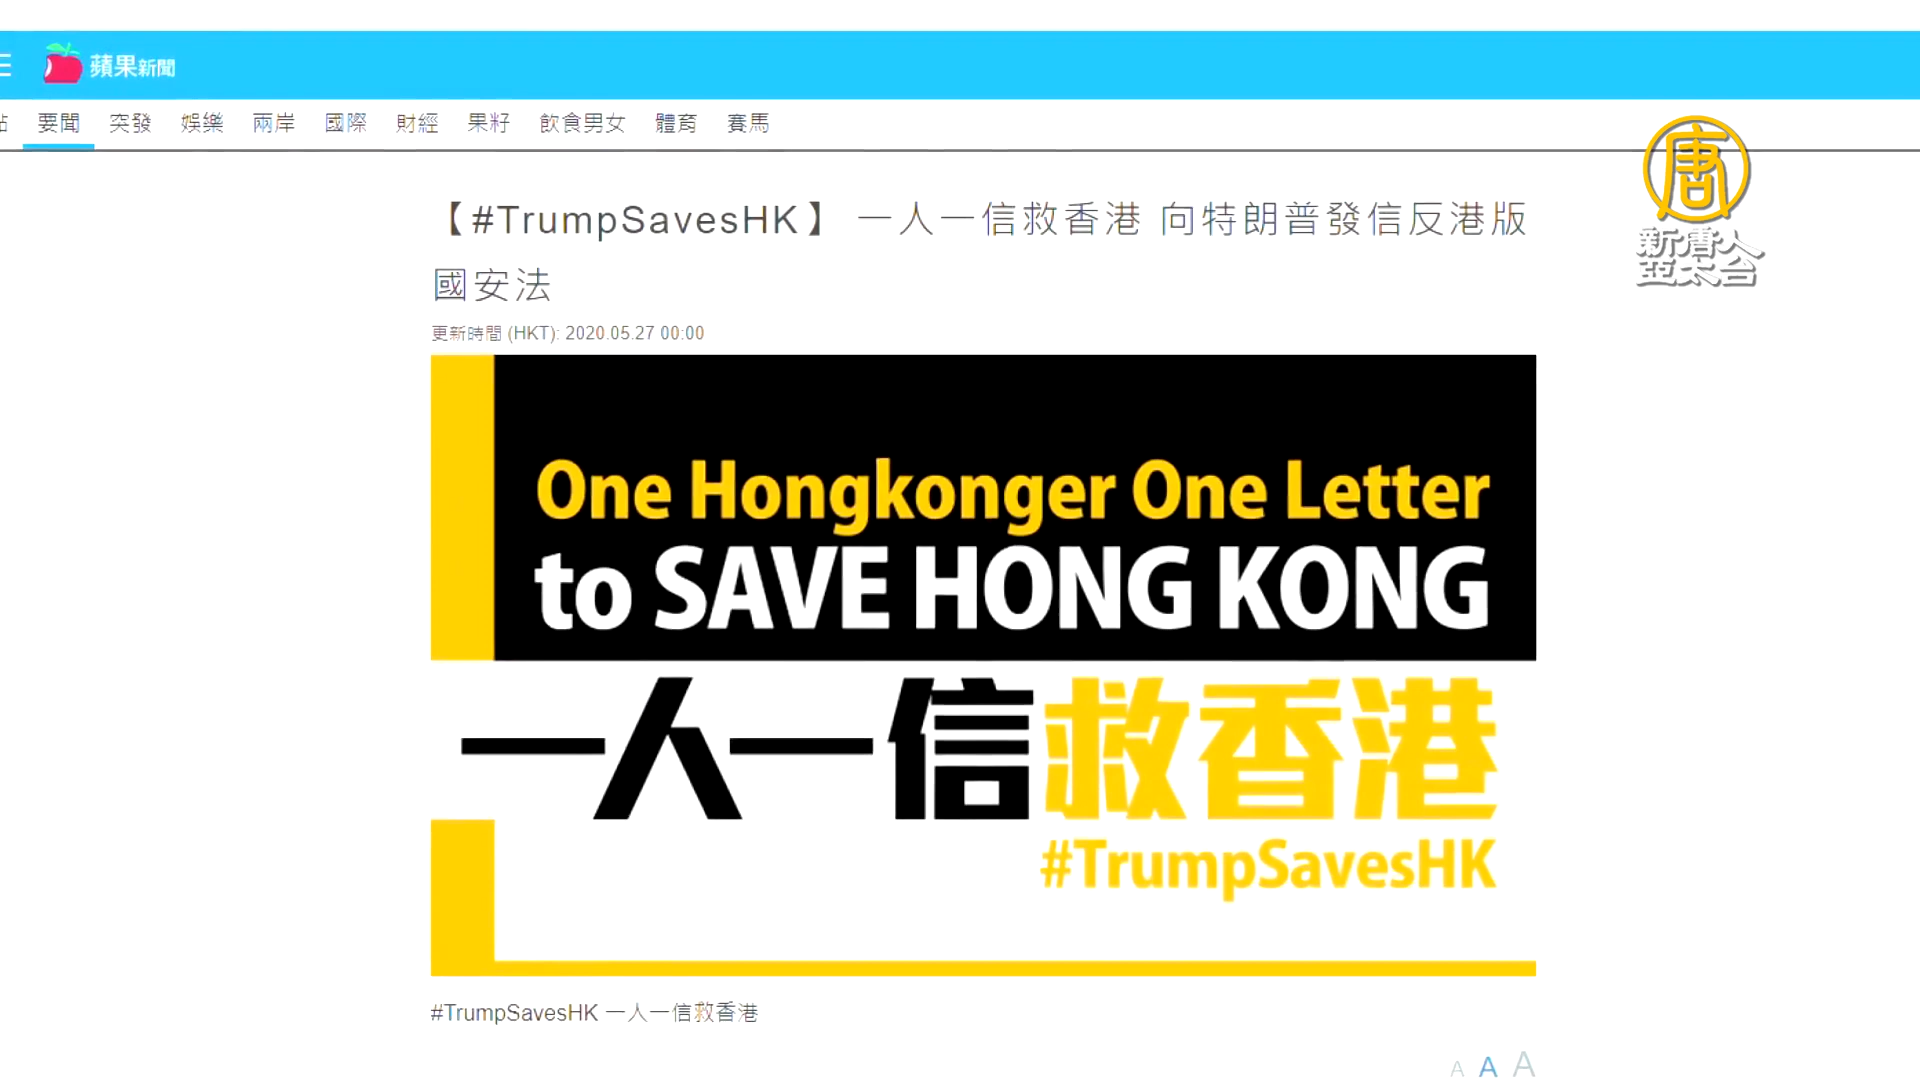 蘋果新聞
要聞 突發 娛樂 兩岸 國際 財經 果籽 飲食男女 體育 賽馬
唐
新唐人
亞太台
【#TrumpSavesHK】 一人一信救香港 向特朗普發信反港版
國安法
更新時間 (HKT): 2020.05.27 00:00
One Hongkonger One Letter
to SAVE HONG KONG
一人一信救香港
#TrumpSavesHK
#TrumpSavesHK 一人一信救香港
A A A